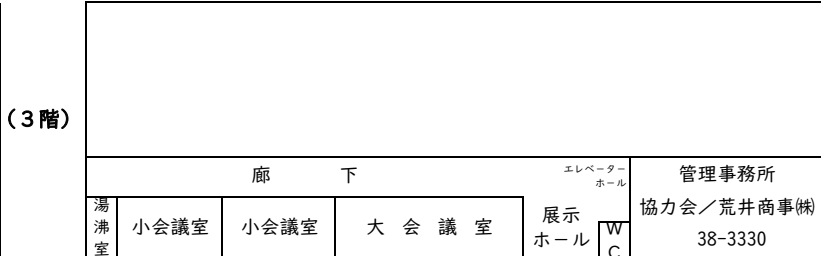 （３階）
廊　下
エレベーター
ホール
管理事務所
協力会／荒井商事㈱
38-3330
湯沸室
小会議室
小会議室
大会議室
展示
ホール
WC